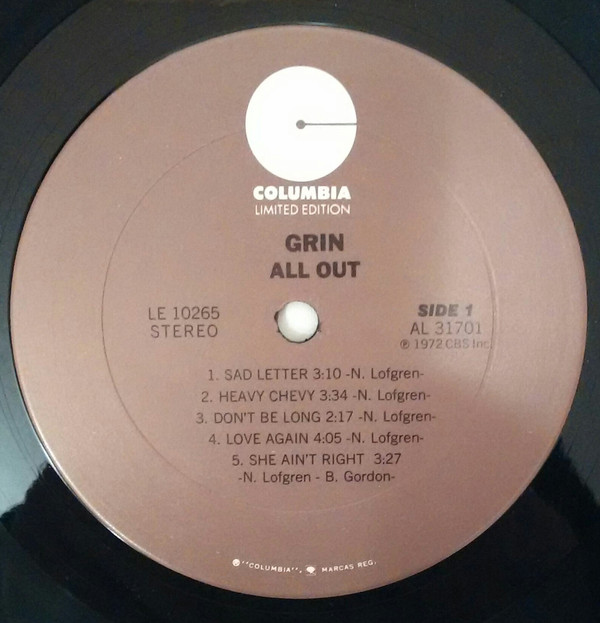 COLUMBIA
LIMITED EDITION
GRIN
ALL OUT
LE 10265
STEREO
SIDE 1
AL 31701
℗ 1972 CBS Inc.
1. SAD LETTER 3:10 -N. Lofgren-
2. HEAVY CHEVY 3:34 -N. Lofgren-
3. DON'T BE LONG 2:17 -N. Lofgren-
4. LOVE AGAIN 4:05 -N. Lofgren-
5. SHE AIN'T RIGHT 3:27
-N. Lofgren - B. Gordon-
® "COLUMBIA", MARCAS REG.